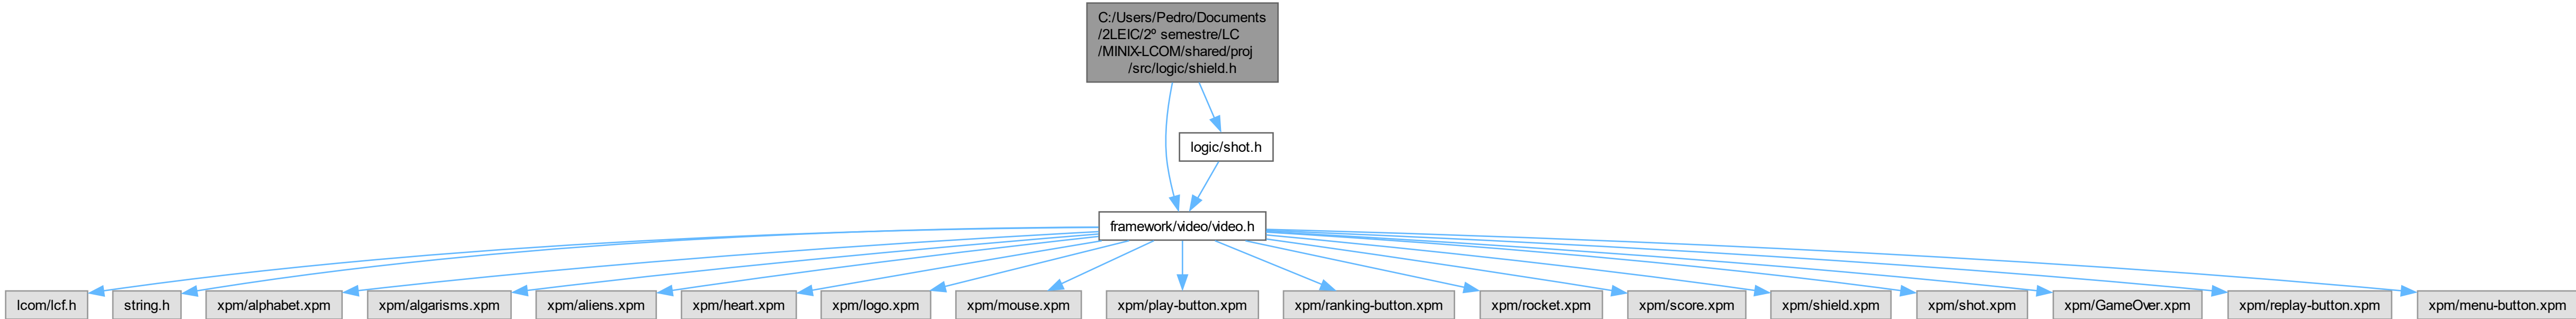 C:/Users/Pedro/Documents
/2LEIC/2º semestre/LC
/MINIX-LCOM/shared/proj
/src/logic/shield.h
logic/shot.h
framework/video/video.h
lcom/lcf.h
string.h
xpm/alphabet.xpm
xpm/algarisms.xpm
xpm/aliens.xpm
xpm/heart.xpm
xpm/logo.xpm
xpm/mouse.xpm
xpm/play-button.xpm
xpm/ranking-button.xpm
xpm/rocket.xpm
xpm/score.xpm
xpm/shield.xpm
xpm/shot.xpm
xpm/GameOver.xpm
xpm/replay-button.xpm
xpm/menu-button.xpm